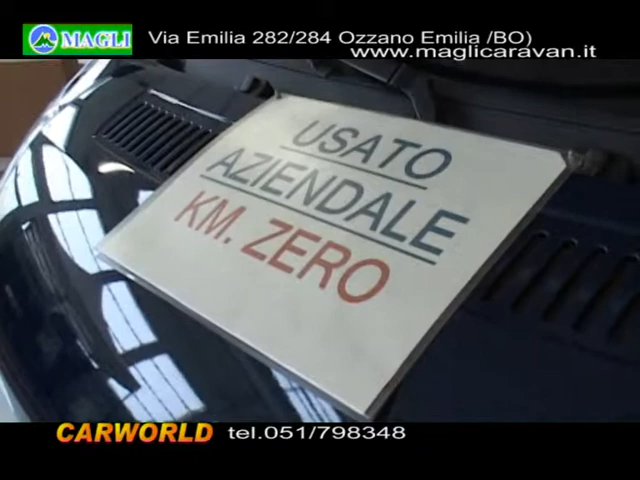 MAGLI
Via Emilia 282/284 Ozzano Emilia /BO)
www.maglicaravan.it
USATO
AZIENDALE
KM. ZERO
CARWORLD tel.051/798348